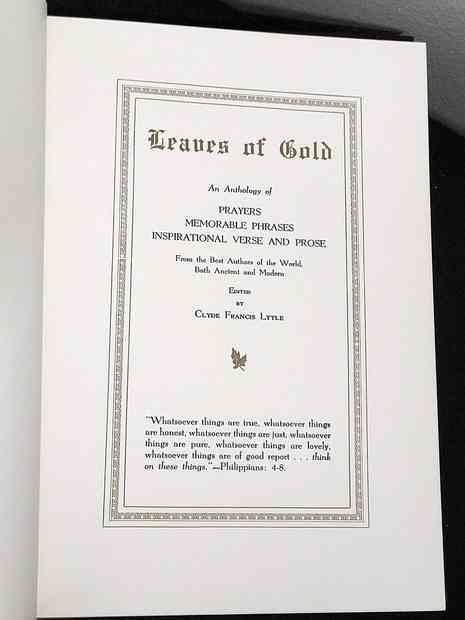 Leaves of Gold
An Anthology of
PRAYERS
MEMORABLE PHRASES
INSPIRATIONAL VERSE AND PROSE
From the Best Authors of the World,
Both Ancient and Modern
Edited
by
Clyde Francis Lytle
"Whatsoever things are true, whatsoever things
are honest, whatsoever things are just, whatsoever
things are pure, whatsoever things are lovely,
whatsoever things are of good report . . . think
on these things."—Philippians: 4-8.